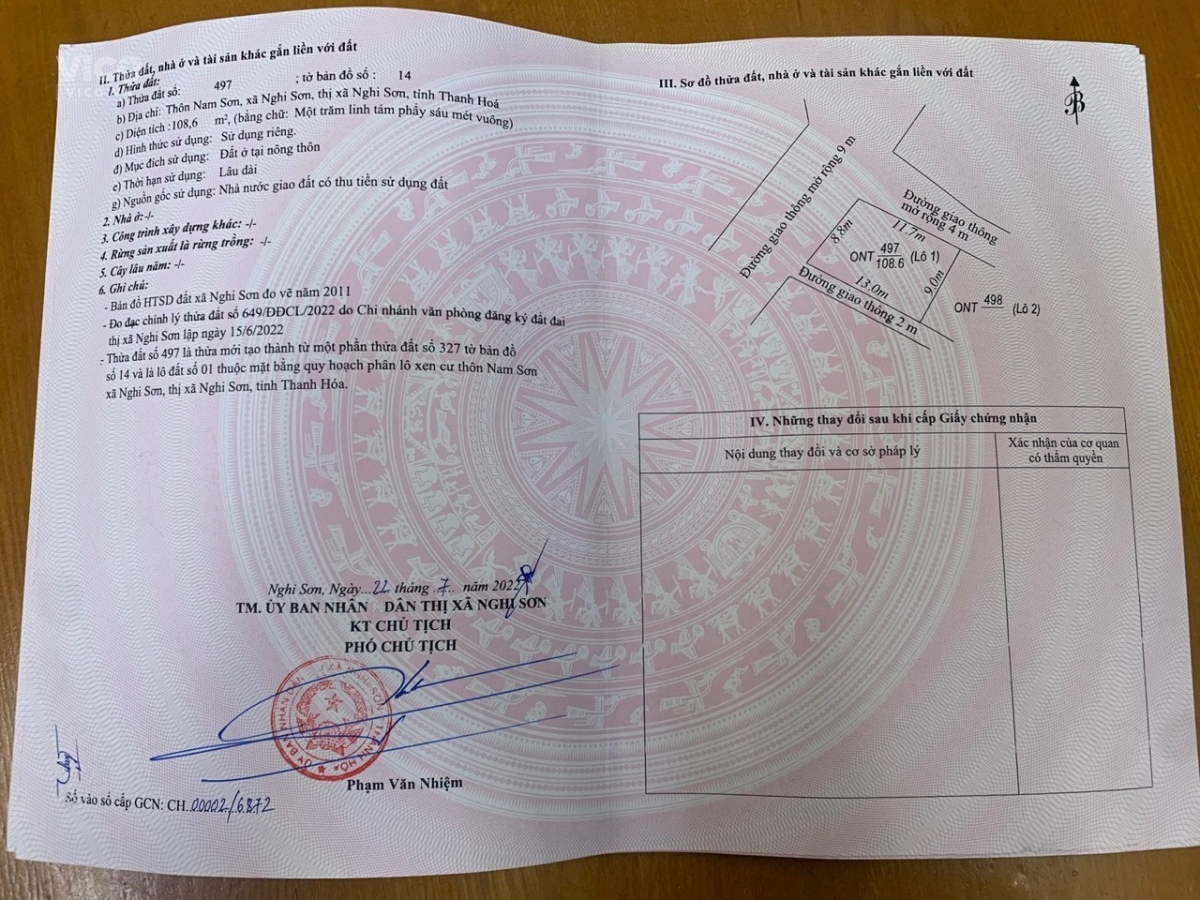 II. Thửa đất, nhà ở và tài sản khác gắn liền với đất
1. Thửa đất:
a) Thửa đất số: 497 ; tờ bản đồ số : 14
b) Địa chỉ: Thôn Nam Sơn, xã Nghi Sơn, thị xã Nghi Sơn, tỉnh Thanh Hoá
c) Diện tích :108,6 m², (bằng chữ: Một trăm linh tám phẩy sáu mét vuông)
d) Hình thức sử dụng: Sử dụng riêng.
đ) Mục đích sử dụng: Đất ở tại nông thôn
e) Thời hạn sử dụng: Lâu dài
g) Nguồn gốc sử dụng: Nhà nước giao đất có thu tiền sử dụng đất
2. Nhà ở: -/-
3. Công trình xây dựng khác: -/-
4. Rừng sản xuất là rừng trồng: -/-
5. Cây lâu năm: -/-
6. Ghi chú:
- Bản đồ HTSD đất xã Nghi Sơn đo vẽ năm 2011
- Đo đạc chỉnh lý thửa đất số 649/ĐĐCL/2022 do Chi nhánh văn phòng đăng ký đất đai
thị xã Nghi Sơn lập ngày 15/6/2022
- Thửa đất số 497 là thửa mới tạo thành từ một phần thửa đất số 327 tờ bản đồ
số 14 và là lô đất số 01 thuộc mặt bằng quy hoạch phân lô xen cư thôn Nam Sơn
xã Nghi Sơn, thị xã Nghi Sơn, tỉnh Thanh Hóa.
Nghi Sơn, Ngày...22 tháng .7.. năm 2022
TM. ỦY BAN NHÂN DÂN THỊ XÃ NGHI SƠN
KT CHỦ TỊCH
PHÓ CHỦ TỊCH
Phạm Văn Nhiệm
Số vào sổ cấp GCN: CH.00002/6872
III. Sơ đồ thửa đất, nhà ở và tài sản khác gắn liền với đất
B
Đường giao thông mở rộng 9 m
Đường giao thông
mở rộng 4 m
8.8m
11.7m
ONT 497 (Lô 1)
108.6
13.0m
9.0m
Đường giao thông 2 m
ONT 498 (Lô 2)
IV. Những thay đổi sau khi cấp Giấy chứng nhận
Nội dung thay đổi và cơ sở pháp lý
Xác nhận của cơ quan
có thẩm quyền